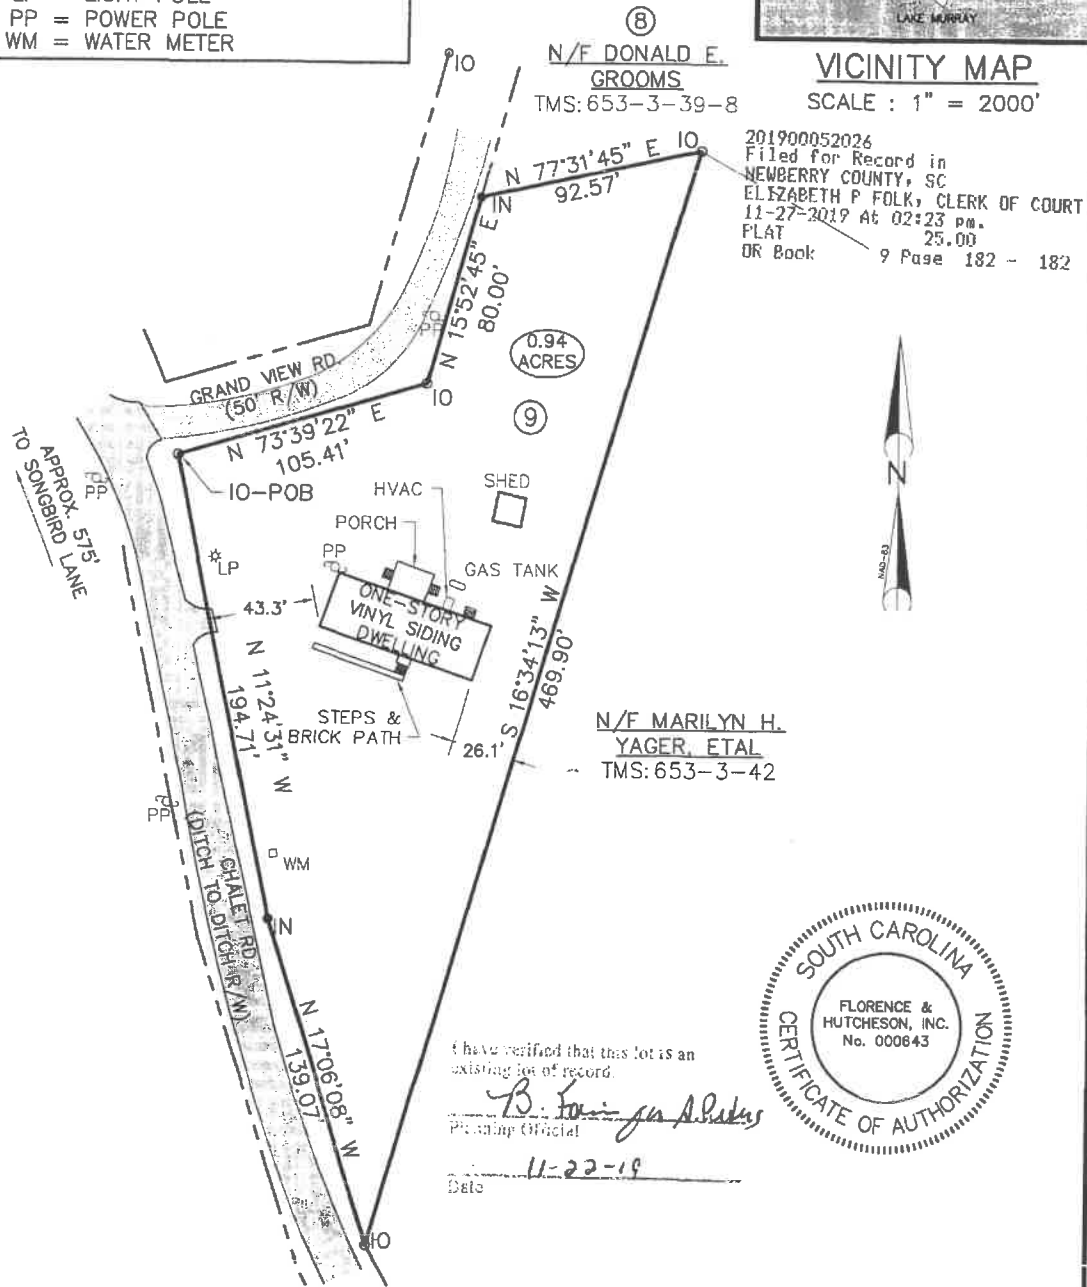 PP = POWER POLE
WM = WATER METER
LAKE MURRAY
VICINITY MAP
SCALE : 1" = 2000'
8
N/F DONALD E.
GROOMS
TMS: 653-3-39-8
201900052026
Filed for Record in
NEWBERRY COUNTY, SC
ELIZABETH P FOLK, CLERK OF COURT
11-27-2019 At 02:23 pm.
PLAT 25.00
OR Book 9 Page 182 - 182
IO
IO
N 77°31'45" E
92.57'
IN
N 15°52'45" E
80.00'
PP
0.94
ACRES
9
IO
GRAND VIEW RD.
(50' R/W)
N 73°39'22" E
105.41'
IO-POB
APPROX. 575'
TO SONGBIRD LANE
PP
N
NAD-83
HVAC
SHED
PORCH
PP
GAS TANK
LP
ONE-STORY
VINYL SIDING
DWELLING
43.3'
N 11°24'31" W
194.71'
STEPS &
BRICK PATH
26.1'
S 16°34'13" W
469.90'
N/F MARILYN H.
YAGER, ETAL
TMS: 653-3-42
PP
WM
CHALET RD.
(DITCH TO DITCH R/W)
IN
N 17°06'08" W
139.07'
IO
I have verified that this lot is an
existing lot of record.
Planning Official
11-22-19
Date
SOUTH CAROLINA
FLORENCE &
HUTCHESON, INC.
No. 000643
CERTIFICATE OF AUTHORIZATION